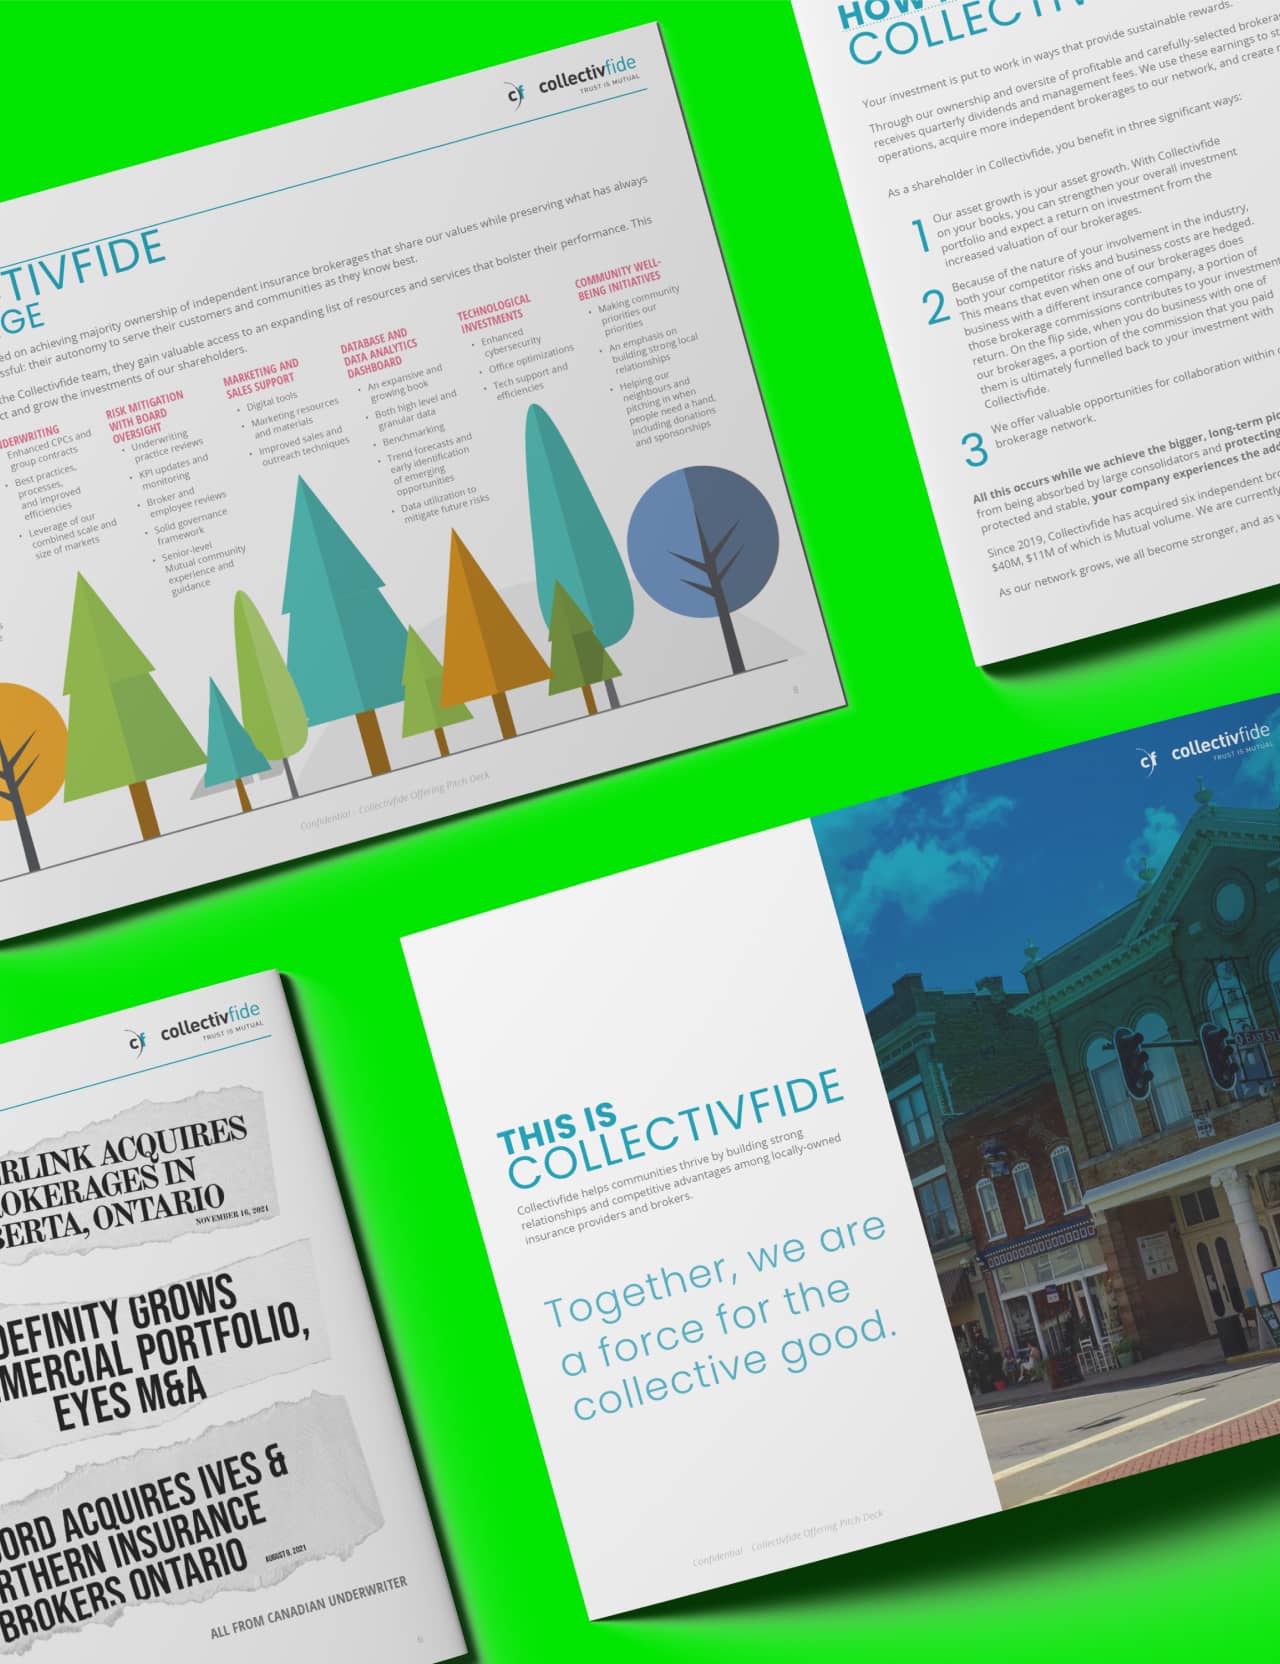 cf collectivfide
TRUST IS MUTUAL
TIVFIDE
GE
ed on achieving majority ownership of independent insurance brokerages that share our values while preserving what has always
ssful: their autonomy to serve their customers and communities as they know best.
the Collectivfide team, they gain valuable access to an expanding list of resources and services that bolster their performance. This
ct and grow the investments of our shareholders.
DERWRITING
Enhanced CPCs and
group contracts
• Best practices,
processes,
and improved
efficiencies
• Leverage of our
combined scale and
size of markets
RISK MITIGATION
WITH BOARD
OVERSIGHT
• Underwriting
practice reviews
• KPI updates and
monitoring
• Broker and
employee reviews
• Solid governance
framework
• Senior-level
Mutual community
experience and
guidance
MARKETING AND
SALES SUPPORT
• Digital tools
• Marketing resources
and materials
• Improved sales and
outreach techniques
DATABASE AND
DATA ANALYTICS
DASHBOARD
• An expansive and
growing book
• Both high level and
granular data
• Benchmarking
• Trend forecasts and
early identification
of emerging
opportunities
• Data utilization to
mitigate future risks
TECHNOLOGICAL
INVESTMENTS
• Enhanced
cybersecurity
• Office optimizations
• Tech support and
efficiencies
COMMUNITY WELL-
BEING INITIATIVES
• Making community
priorities our
priorities
• An emphasis on
building strong local
relationships
• Helping our
neighbours and
pitching in when
people need a hand,
including donations
and sponsorships
Confidential - Collectivfide Offering Pitch Deck
8
HOW
COLLECTIV
Your investment is put to work in ways that provide sustainable rewards.
Through our ownership and oversite of profitable and carefully-selected brokera
receives quarterly dividends and management fees. We use these earnings to st
operations, acquire more independent brokerages to our network, and create
As a shareholder in Collectivfide, you benefit in three significant ways:
1 Our asset growth is your asset growth. With Collectivfide
on your books, you can strengthen your overall investment
portfolio and expect a return on investment from the
increased valuation of our brokerages.
2 Because of the nature of your involvement in the industry,
both your competitor risks and business costs are hedged.
This means that even when one of our brokerages does
business with a different insurance company, a portion of
those brokerage commissions contributes to your investment
return. On the flip side, when you do business with one of
our brokerages, a portion of the commission that you paid
them is ultimately funnelled back to your investment with
Collectivfide.
3 We offer valuable opportunities for collaboration within
brokerage network.
All this occurs while we achieve the bigger, long-term pic
from being absorbed by large consolidators and protecting
protected and stable, your company experiences the add
Since 2019, Collectivfide has acquired six independent bro
$40M, $11M of which is Mutual volume. We are currently
As our network grows, we all become stronger, and as
cf collectivfide
TRUST IS MUTUAL
RLINK ACQUIRES
OKERAGES IN
BERTA, ONTARIO
NOVEMBER 16, 2021
DEFINITY GROWS
MERCIAL PORTFOLIO,
EYES M&A
ORD ACQUIRES IVES &
RTHERN INSURANCE
BROKERS ONTARIO
AUGUST 9, 2021
ALL FROM CANADIAN UNDERWRITER
6
cf collectivfide
TRUST IS MUTUAL
THIS IS
COLLECTIVFIDE
Collectivfide helps communities thrive by building strong
relationships and competitive advantages among locally-owned
insurance providers and brokers.
Together, we are
a force for the
collective good.
Confidential - Collectivfide Offering Pitch Deck